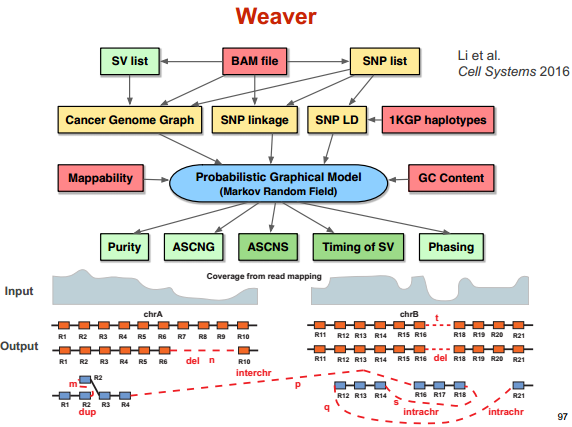 Weaver
Li et al.
Cell Systems 2016
SV list
BAM file
SNP list
Cancer Genome Graph
SNP linkage
SNP LD
1KGP haplotypes
Mappability
Probabilistic Graphical Model
(Markov Random Field)
GC Content
Purity
ASCNG
ASCNS
Timing of SV
Phasing
Input
Coverage from read mapping
Output
chrA
R1 R2 R3 R4 R5 R6 R7 R8 R9 R10
R1 R2 R3 R4 R5 R6 del n R10
interchr
m R2
R1 R2 R3 R4
dup
p
chrB
t
R11 R12 R13 R14 R15 R16 R18 R19 R20 R21
R11 R12 R13 R14 R15 R16 del R18 R19 R20 R21
R12 R13 R14 R16 R17 R18 R21
q s
intrachr intrachr
97